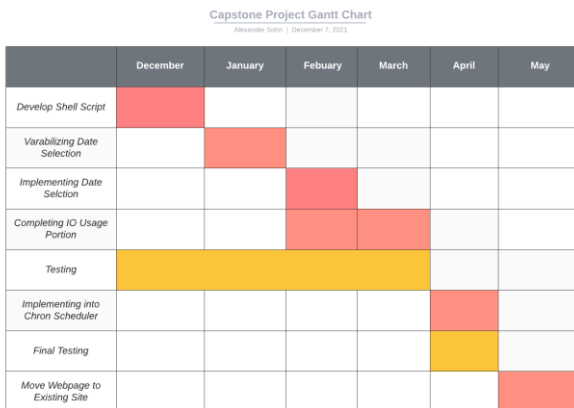 Capstone Project Gantt Chart
Alexander Sohn | December 7, 2021
December January Febuary March April May
Develop Shell Script
Varabilizing Date
Selection
Implementing Date
Selction
Completing IO Usage
Portion
Testing
Implementing into
Chron Scheduler
Final Testing
Move Webpage to
Existing Site